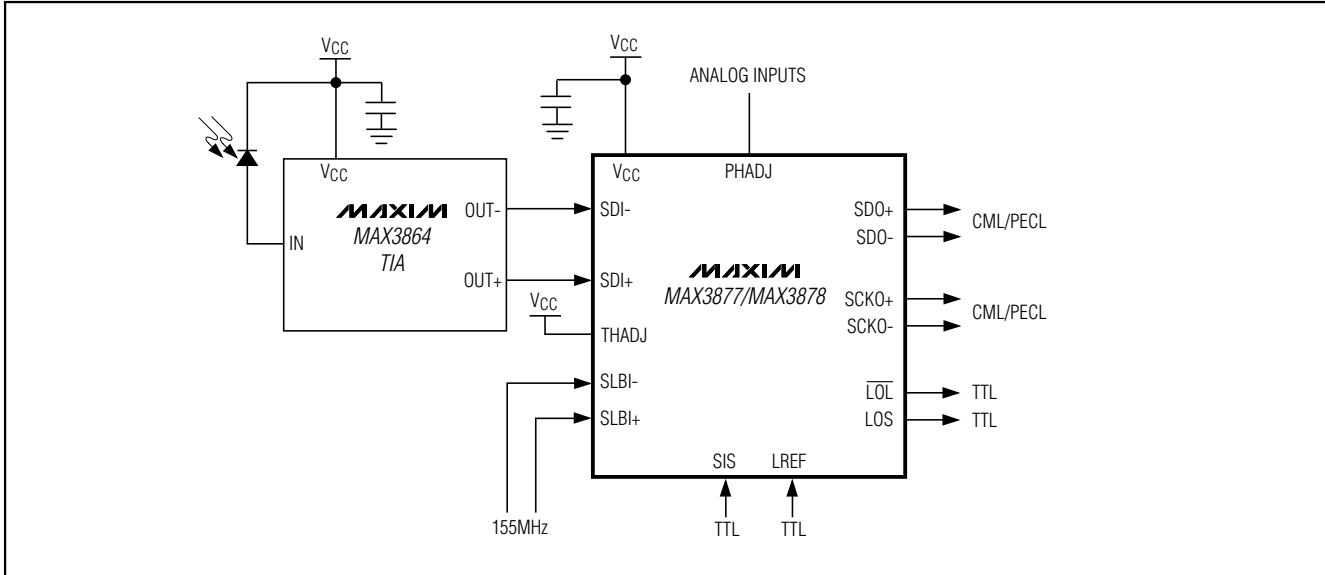 VCC
VCC
ANALOG INPUTS
VCC
MAXIM
MAX3864
TIA
IN
OUT-
OUT+
VCC
PHADJ
SDI-
SDI+
VCC
THADJ
SLBI-
SLBI+
MAXIM
MAX3877/MAX3878
SDO+
SDO-
CML/PECL
SCKO+
SCKO-
CML/PECL
LOL
TTL
LOS
TTL
SIS
LREF
155MHz
TTL
TTL